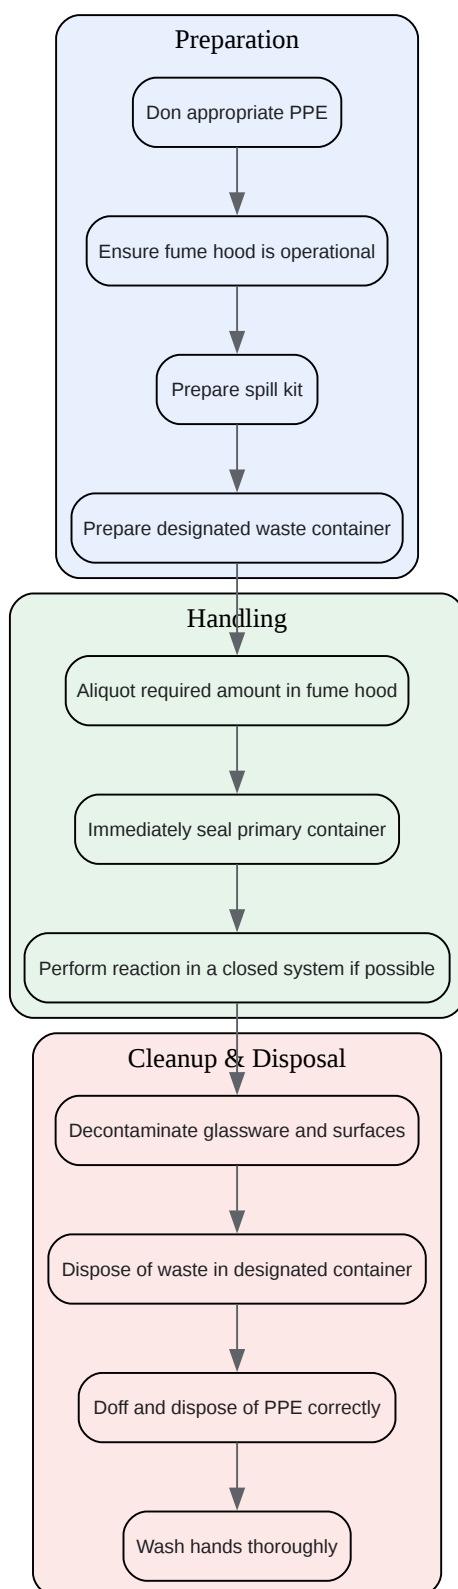 Preparation
Don appropriate PPE
Ensure fume hood is operational
Prepare spill kit
Prepare designated waste container
Handling
Aliquot required amount in fume hood
Immediately seal primary container
Perform reaction in a closed system if possible
Cleanup & Disposal
Decontaminate glassware and surfaces
Dispose of waste in designated container
Doff and dispose of PPE correctly
Wash hands thoroughly